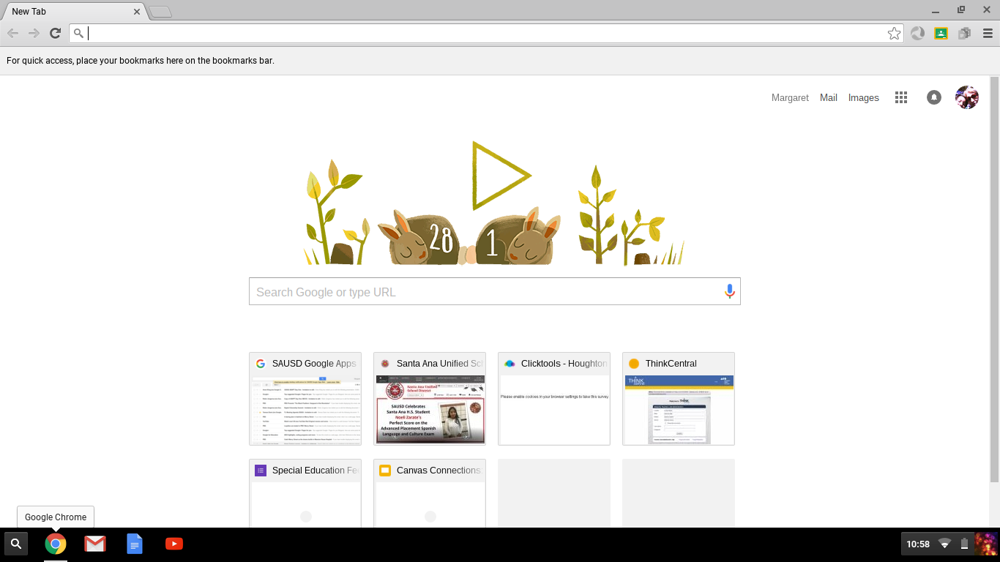 New Tab
For quick access, place your bookmarks here on the bookmarks bar.
Margaret Mail Images
28 1
Search Google or type URL
SAUSD Google Apps
Santa Ana Unified Sc
Clicktools - Houghton
ThinkCentral
Santa Ana Unified
School District
SAUSD Celebrates
Santa Ana H.S. Student
Noeli Zarate's
Perfect Score on the
Advanced Placement Spanish
Language and Culture Exam
Please enable cookies in your browser settings to take this survey.
THINK
Special Education Fe
Canvas Connections
Google Chrome
10:58